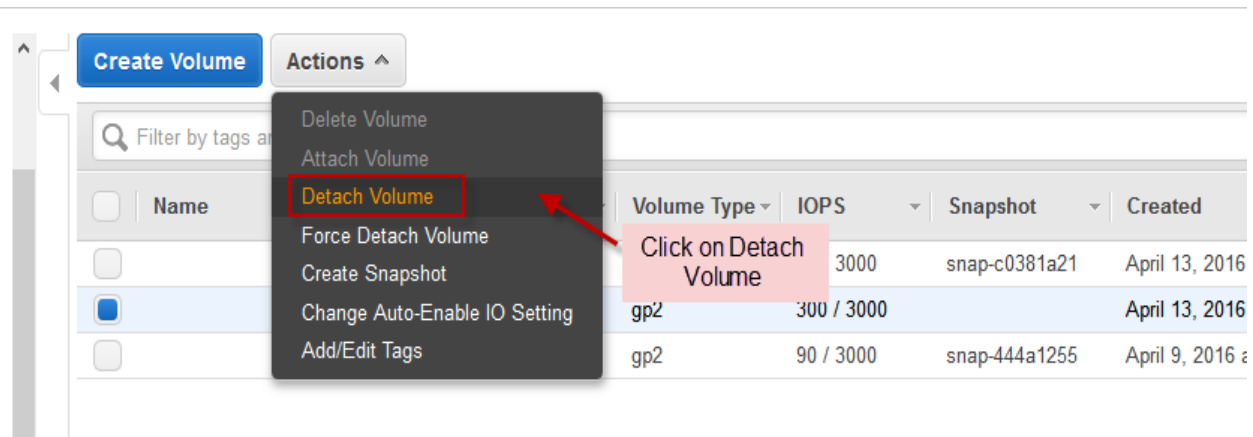 Create Volume Actions
Filter by tags a
Delete Volume
Attach Volume
Detach Volume
Force Detach Volume
Create Snapshot
Change Auto-Enable IO Setting
Add/Edit Tags
Click on Detach
Volume
Name Volume Type IOPS Snapshot Created
3000 snap-c0381a21 April 13, 2016
gp2 300 / 3000 April 13, 2016
gp2 90 / 3000 snap-444a1255 April 9, 2016 a